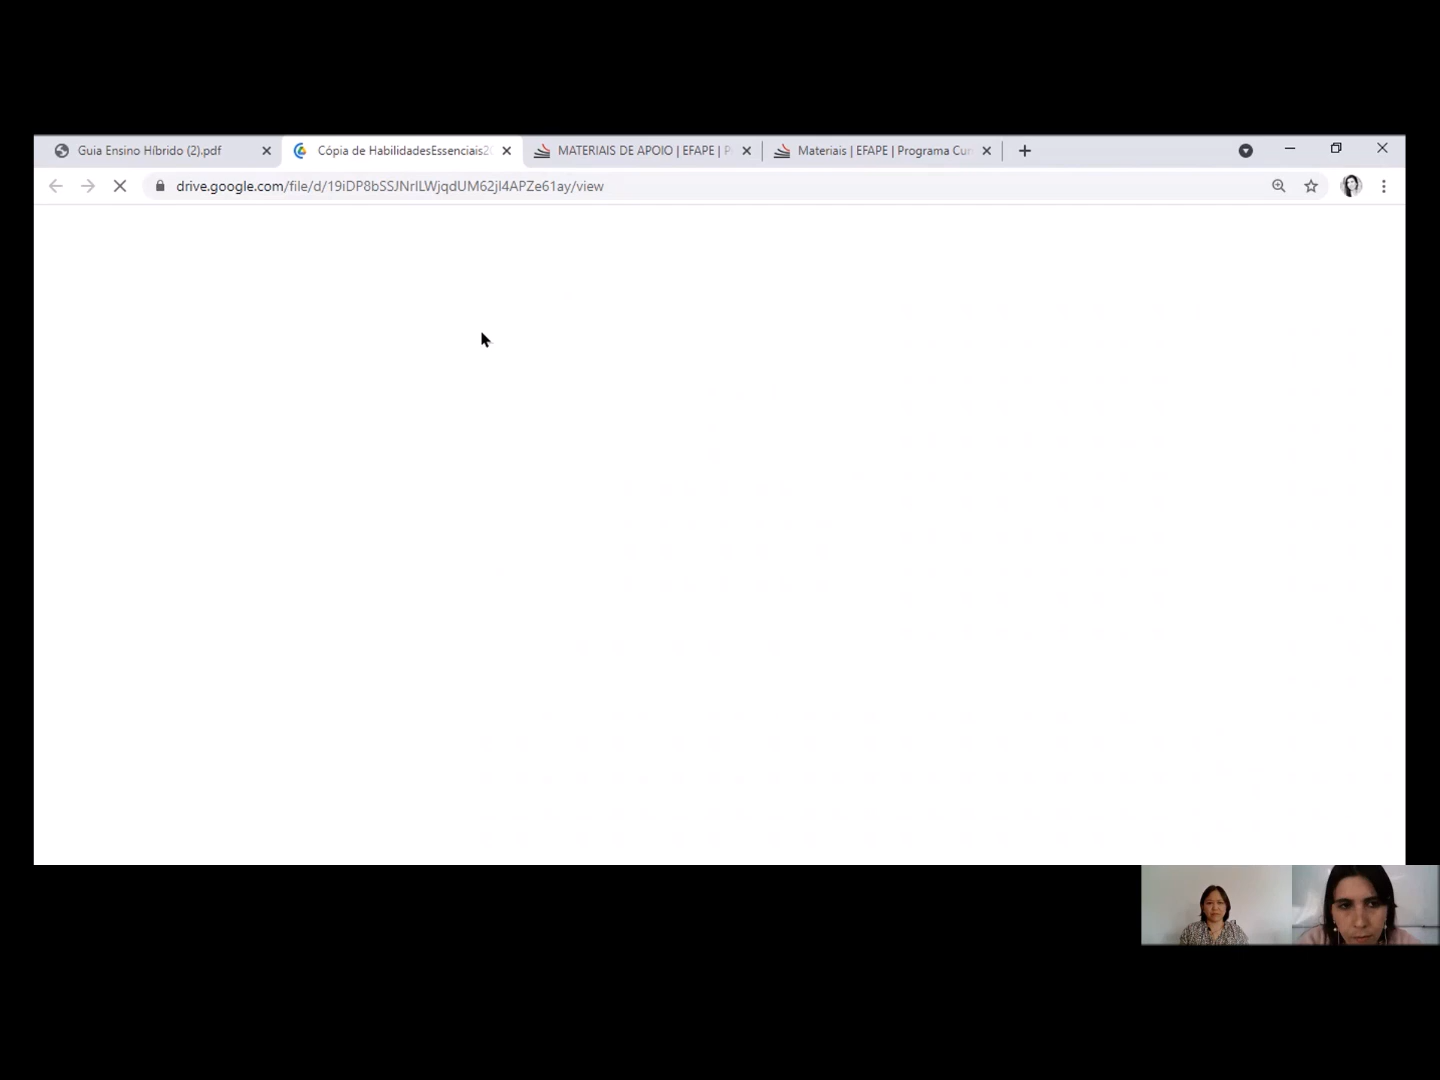 Guia Ensino Híbrido (2).pdf
Cópia de HabilidadesEssenciais2
MATERIAIS DE APOIO | EFAPE |
Materiais | EFAPE | Programa Cur
drive.google.com/file/d/19iDP8bSSJNrILWjqdUM62jI4APZe61ay/view